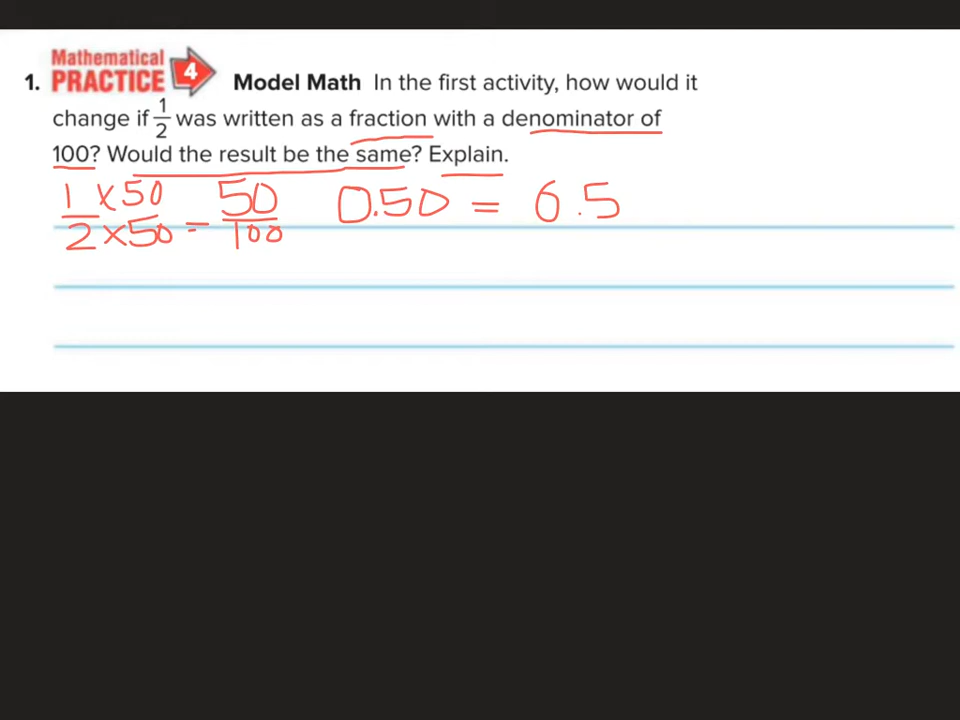 Mathematical
1. PRACTICE 4 Model Math In the first activity, how would it
change if 1/2 was written as a fraction with a denominator of
100? Would the result be the same? Explain.
1 × 50 / 2 × 50 = 50 / 100 0.50 = 0.5